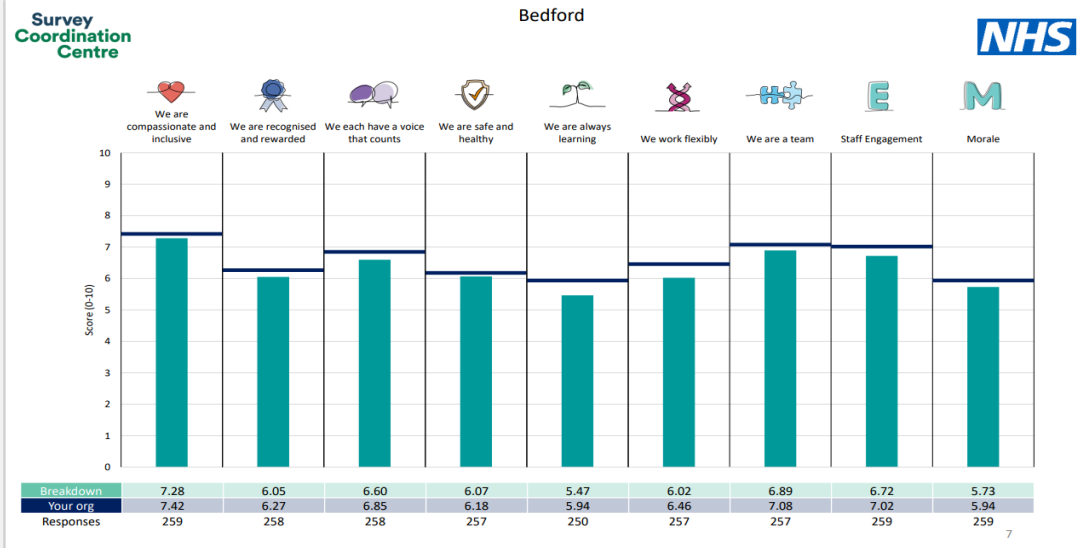 Survey
Coordination
Centre
Bedford
NHS
We are
compassionate and
inclusive
We are recognised
and rewarded
We each have a voice
that counts
We are safe and
healthy
We are always
learning
We work flexibly
We are a team
E
Staff Engagement
M
Morale
Score (0-10)
10
9
8
7
6
5
4
3
2
1
0
Breakdown 7.28 6.05 6.60 6.07 5.47 6.02 6.89 6.72 5.73
Your org 7.42 6.27 6.85 6.18 5.94 6.46 7.08 7.02 5.94
Responses 259 258 258 257 250 257 257 259 259
7